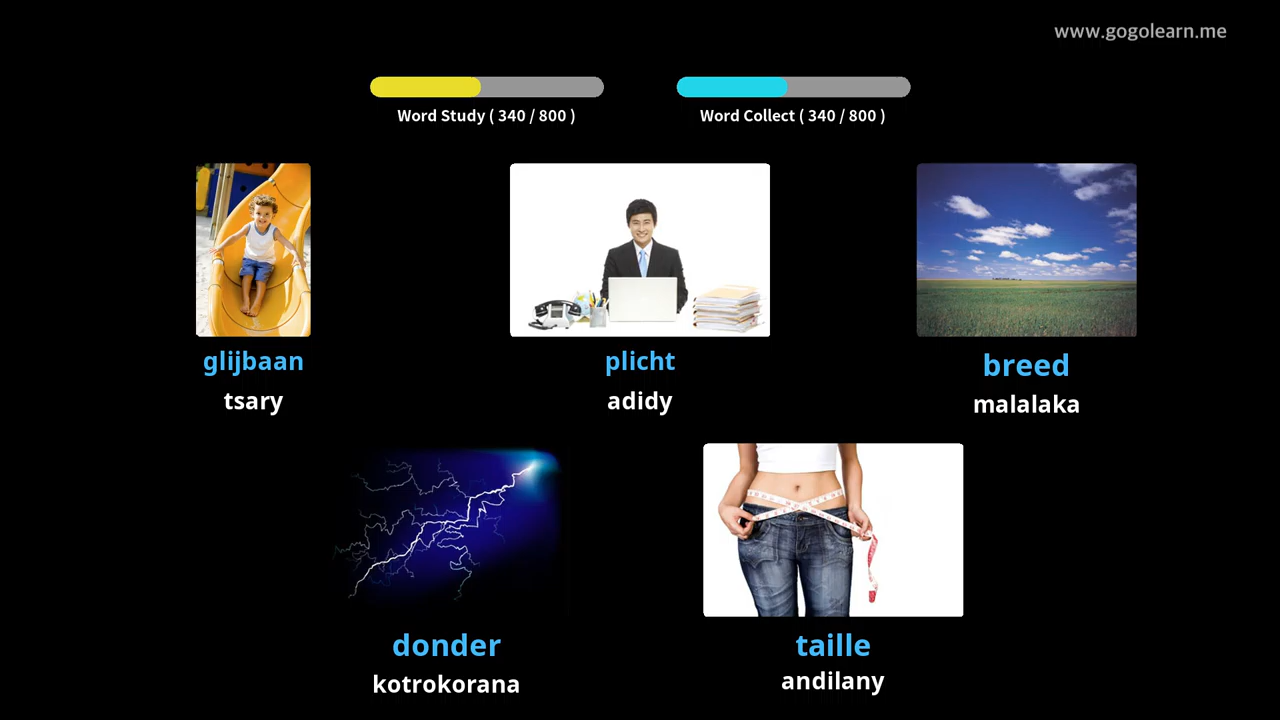 www.gogolearn.me
Word Study ( 340 / 800 )
Word Collect ( 340 / 800 )
glijbaan
tsary
plicht
adidy
breed
malalaka
donder
kotrokorana
taille
andilany